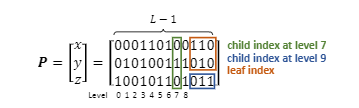 L − 1
P = [x y z] = 
000110100110 child index at level 7
010100111010 child index at level 9
100101101011 leaf index
Level 0 1 2 3 4 5 6 7 8